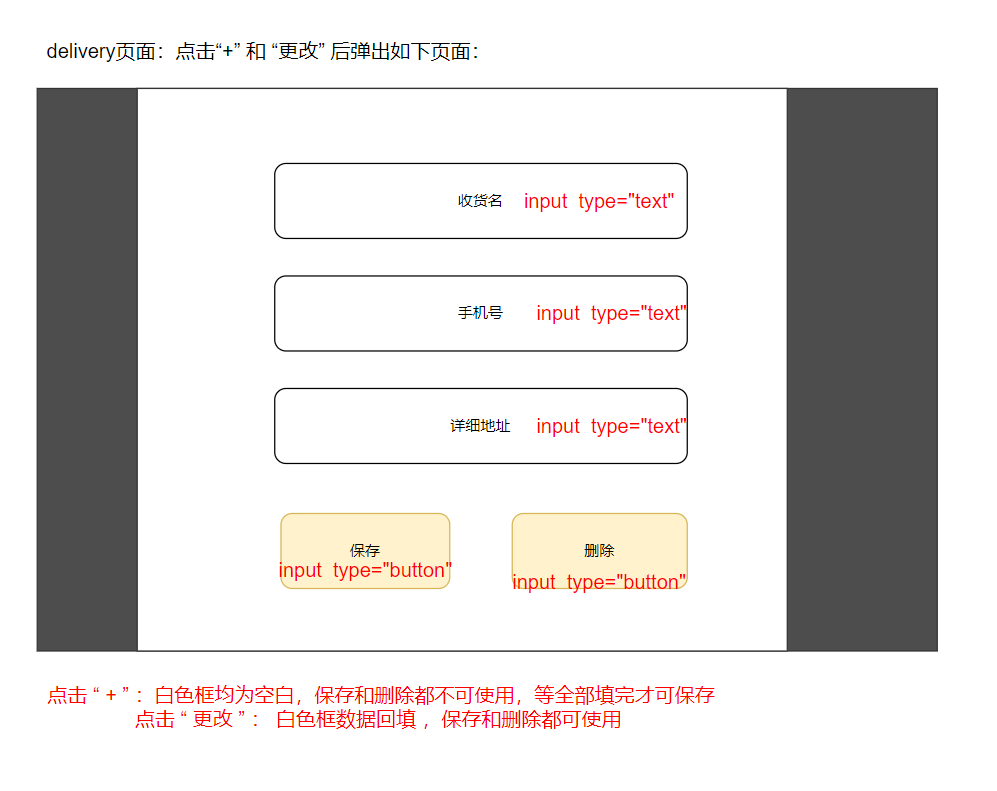 delivery页面：点击“+” 和 “更改” 后弹出如下页面：
收货名 input type="text"
手机号 input type="text"
详细地址 input type="text"
保存 删除
input type="button" input type="button"
点击 “ + ” ：白色框均为空白，保存和删除都不可使用，等全部填完才可保存
点击 “ 更改 ” ： 白色框数据回填 ，保存和删除都可使用